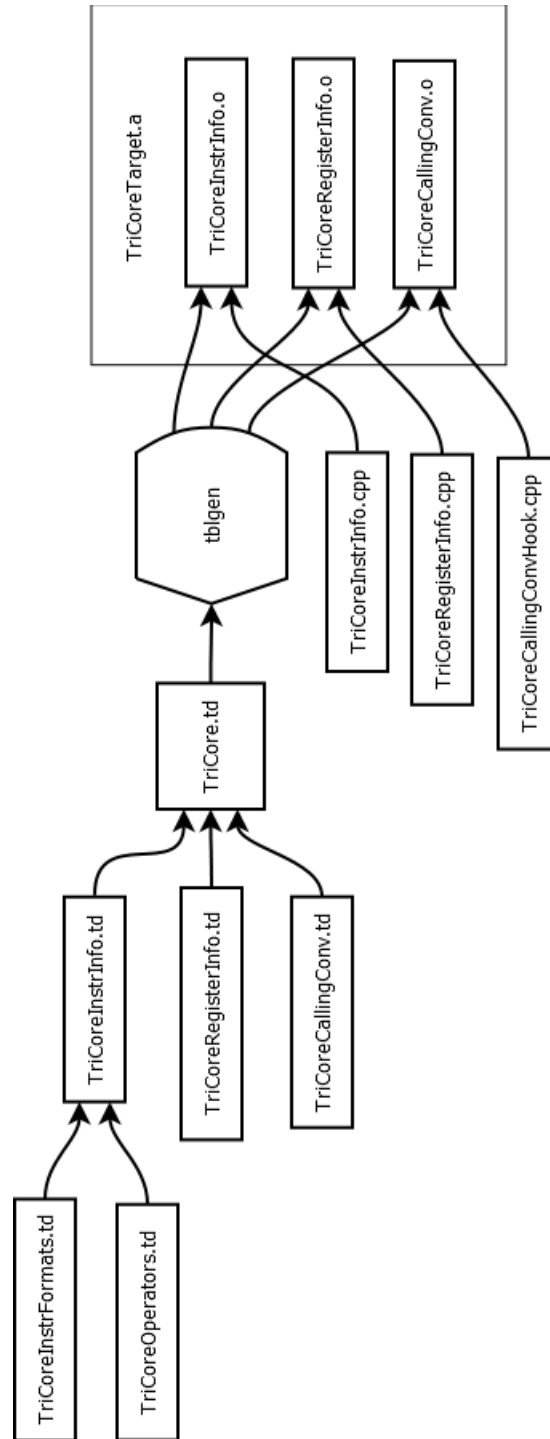 TriCoreInstrFormats.td
TriCoreOperators.td
TriCoreInstrInfo.td
TriCoreRegisterInfo.td
TriCoreCallingConv.td
TriCore.td
tblgen
TriCoreInstrInfo.cpp
TriCoreRegisterInfo.cpp
TriCoreCallingConvHook.cpp
TriCoreTarget.a
TriCoreInstrInfo.o
TriCoreRegisterInfo.o
TriCoreCallingConv.o